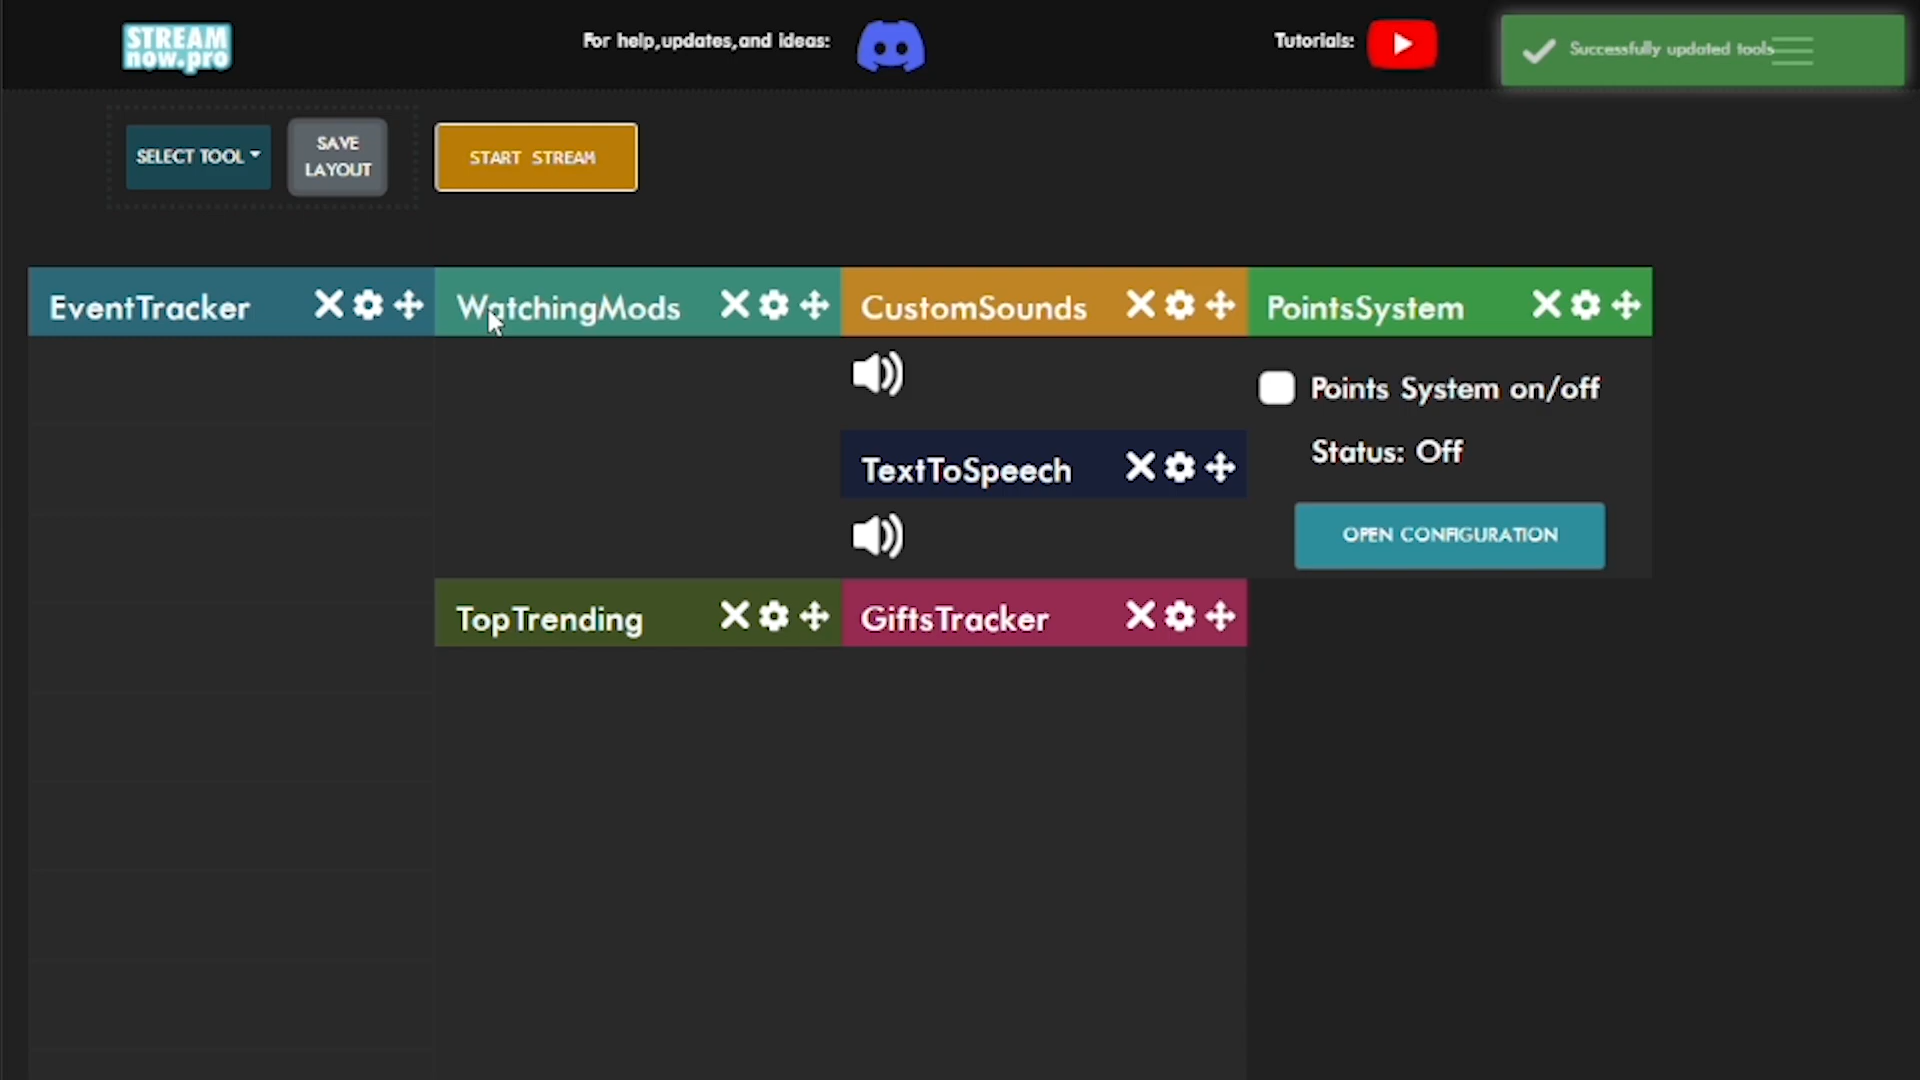 STREAM
now.pro
For help,updates,and ideas:
Tutorials:
Successfully updated tools
SELECT TOOL
SAVE
LAYOUT
START STREAM
EventTracker
WatchingMods
CustomSounds
PointsSystem
Points System on/off
Status: Off
TextToSpeech
OPEN CONFIGURATION
TopTrending
GiftsTracker